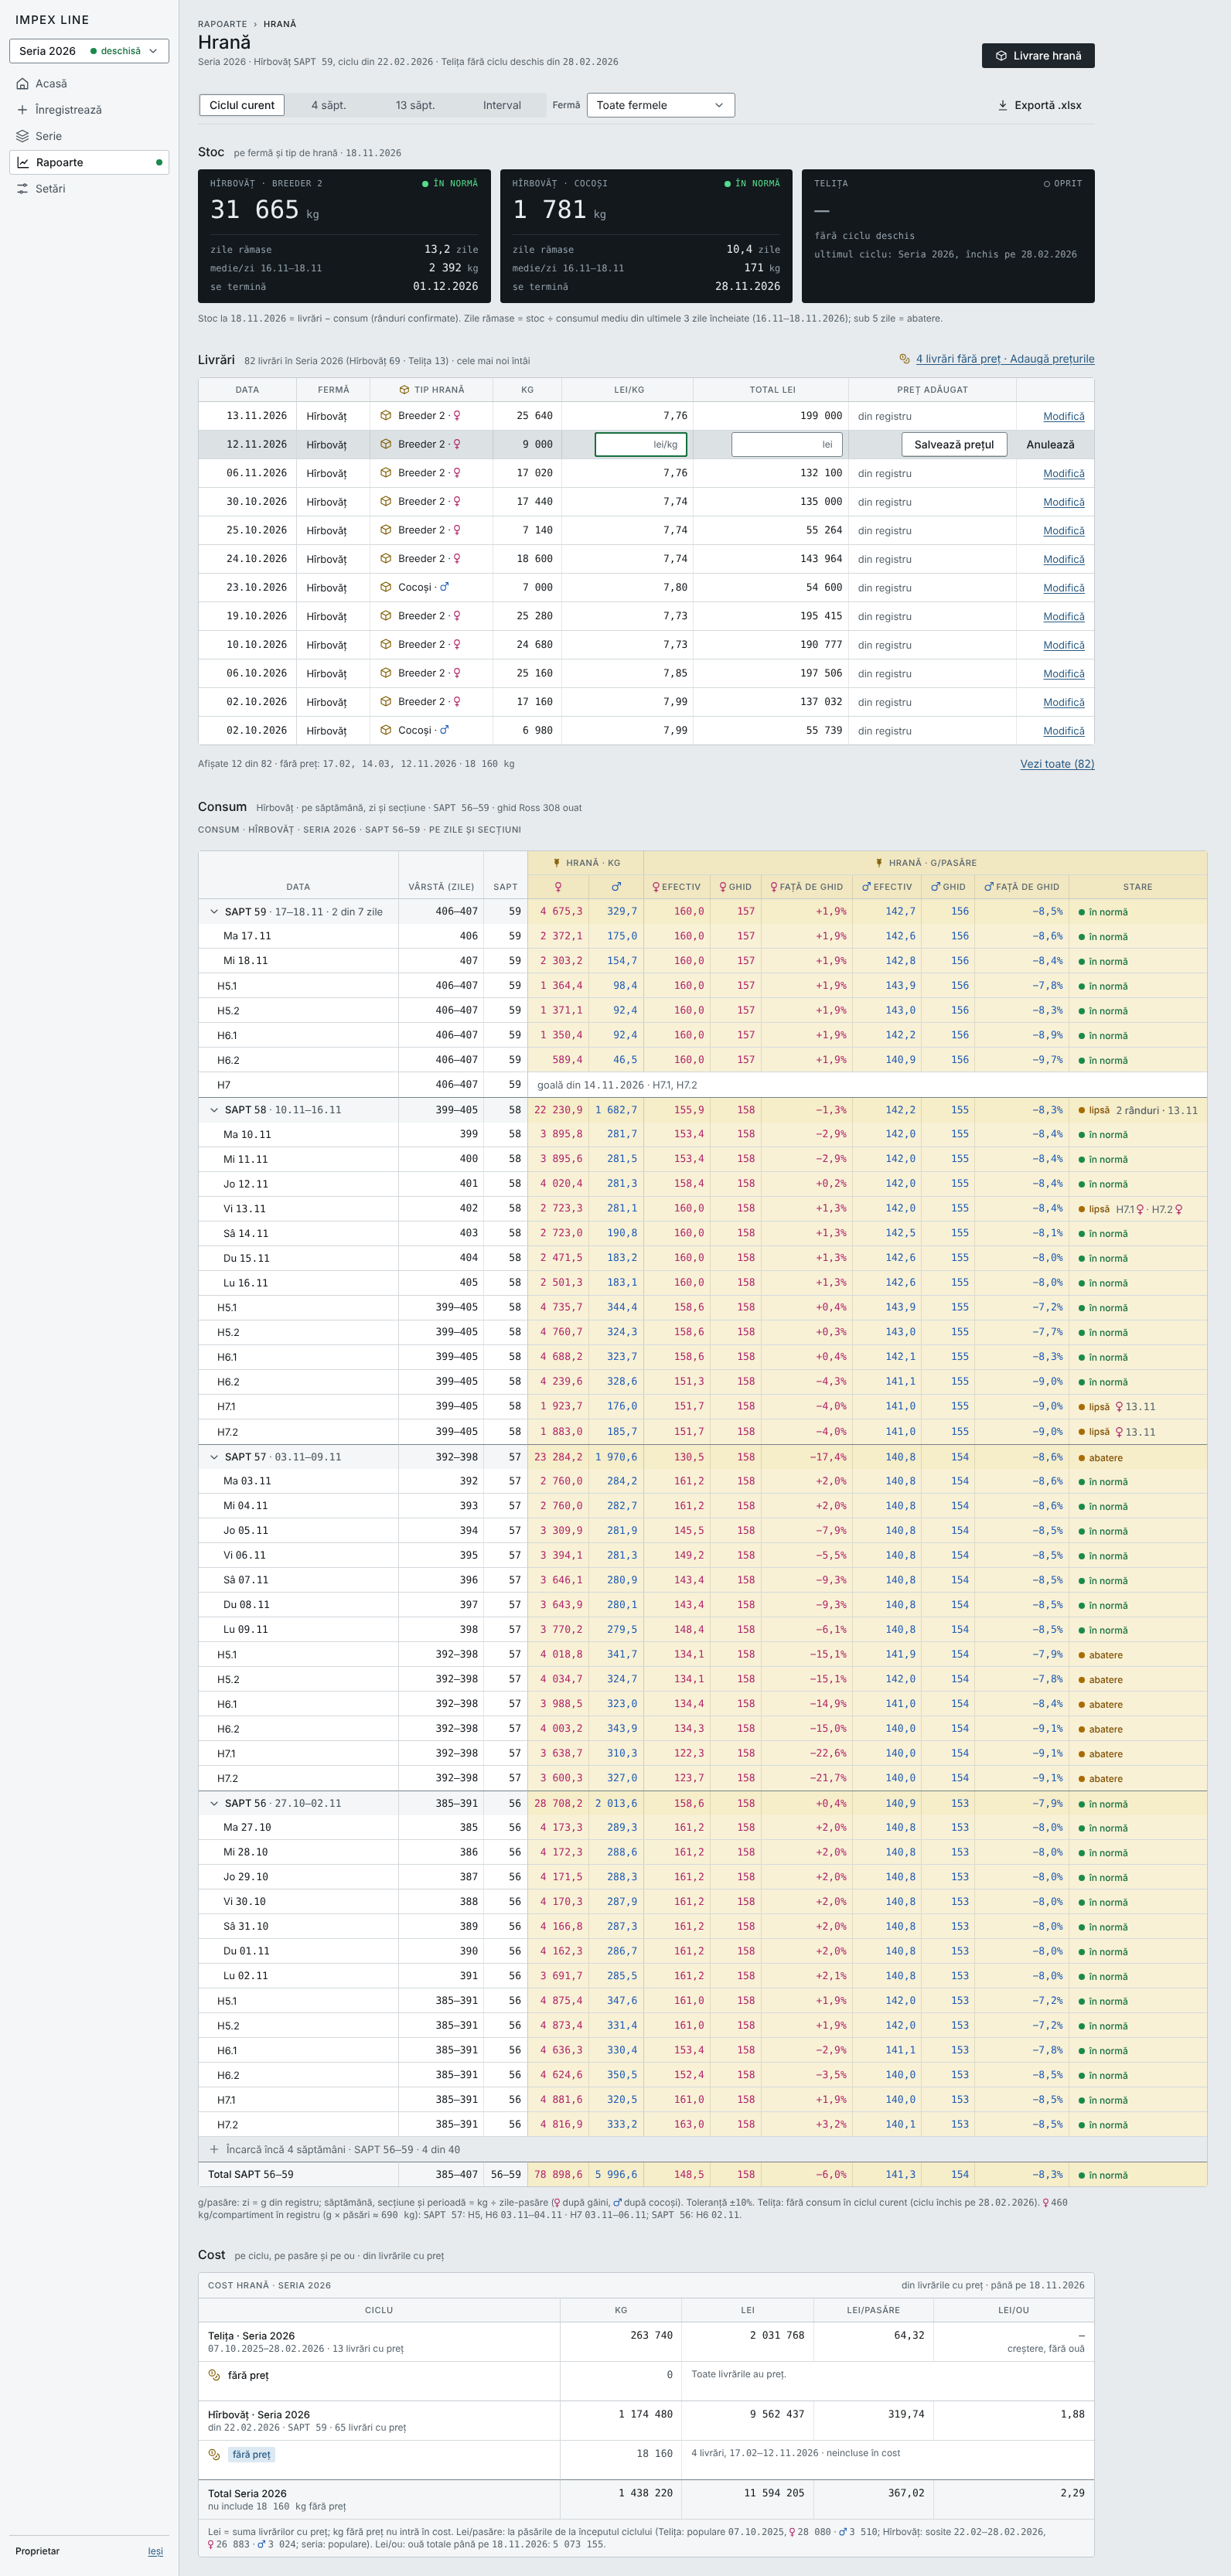 IMPEX LINE
Seria 2026 deschisă
Acasă
Înregistrează
Serie
Rapoarte
Setări
Proprietar Ieși
RAPOARTE › HRANĂ
Hrană
Seria 2026 · Hîrbovăț SAPT 59, ciclu din 22.02.2026 · Telița fără ciclu deschis din 28.02.2026
Livrare hrană
Ciclul curent 4 săpt. 13 săpt. Interval Fermă Toate fermele Exportă .xlsx
Stoc pe fermă și tip de hrană · 18.11.2026
HÎRBOVĂȚ · BREEDER 2 ÎN NORMĂ
31 665 kg
zile rămase 13,2 zile
medie/zi 16.11–18.11 2 392 kg
se termină 01.12.2026
HÎRBOVĂȚ · COCOȘI ÎN NORMĂ
1 781 kg
zile rămase 10,4 zile
medie/zi 16.11–18.11 171 kg
se termină 28.11.2026
TELIȚA OPRIT
—
fără ciclu deschis
ultimul ciclu: Seria 2026, închis pe 28.02.2026
Stoc la 18.11.2026 = livrări − consum (rânduri confirmate). Zile rămase = stoc ÷ consumul mediu din ultimele 3 zile încheiate (16.11–18.11.2026); sub 5 zile = abatere.
Livrări 82 livrări în Seria 2026 (Hîrbovăț 69 · Telița 13) · cele mai noi întâi 4 livrări fără preț · Adaugă prețurile
DATA FERMĂ TIP HRANĂ KG LEI/KG TOTAL LEI PREȚ ADĂUGAT
13.11.2026 Hîrbovăț Breeder 2 · ♀ 25 640 7,76 199 000 din registru Modifică
12.11.2026 Hîrbovăț Breeder 2 · ♀ 9 000 lei/kg lei Salvează prețul Anulează
06.11.2026 Hîrbovăț Breeder 2 · ♀ 17 020 7,76 132 100 din registru Modifică
30.10.2026 Hîrbovăț Breeder 2 · ♀ 17 440 7,74 135 000 din registru Modifică
25.10.2026 Hîrbovăț Breeder 2 · ♀ 7 140 7,74 55 264 din registru Modifică
24.10.2026 Hîrbovăț Breeder 2 · ♀ 18 600 7,74 143 964 din registru Modifică
23.10.2026 Hîrbovăț Cocoși · ♂ 7 000 7,80 54 600 din registru Modifică
19.10.2026 Hîrbovăț Breeder 2 · ♀ 25 280 7,73 195 415 din registru Modifică
10.10.2026 Hîrbovăț Breeder 2 · ♀ 24 680 7,73 190 777 din registru Modifică
06.10.2026 Hîrbovăț Breeder 2 · ♀ 25 160 7,85 197 506 din registru Modifică
02.10.2026 Hîrbovăț Breeder 2 · ♀ 17 160 7,99 137 032 din registru Modifică
02.10.2026 Hîrbovăț Cocoși · ♂ 6 980 7,99 55 739 din registru Modifică
Afișate 12 din 82 · fără preț: 17.02, 14.03, 12.11.2026 · 18 160 kg Vezi toate (82)
Consum Hîrbovăț · pe săptămână, zi și secțiune · SAPT 56–59 · ghid Ross 308 ouat
CONSUM · HÎRBOVĂȚ · SERIA 2026 · SAPT 56–59 · PE ZILE ȘI SECȚIUNI
HRANĂ · KG HRANĂ · G/PASĂRE
DATA VÂRSTĂ (ZILE) SAPT ♀ ♂ ♀ EFECTIV ♀ GHID ♀ FAȚĂ DE GHID ♂ EFECTIV ♂ GHID ♂ FAȚĂ DE GHID STARE
SAPT 59 · 17–18.11 · 2 din 7 zile 406–407 59 4 675,3 329,7 160,0 157 +1,9% 142,7 156 −8,5% în normă
Ma 17.11 406 59 2 372,1 175,0 160,0 157 +1,9% 142,6 156 −8,6% în normă
Mi 18.11 407 59 2 303,2 154,7 160,0 157 +1,9% 142,8 156 −8,4% în normă
H5.1 406–407 59 1 364,4 98,4 160,0 157 +1,9% 143,9 156 −7,8% în normă
H5.2 406–407 59 1 371,1 92,4 160,0 157 +1,9% 143,0 156 −8,3% în normă
H6.1 406–407 59 1 350,4 92,4 160,0 157 +1,9% 142,2 156 −8,9% în normă
H6.2 406–407 59 589,4 46,5 160,0 157 +1,9% 140,9 156 −9,7% în normă
H7 406–407 59 goală din 14.11.2026 · H7.1, H7.2
SAPT 58 · 10.11–16.11 399–405 58 22 230,9 1 682,7 155,9 158 −1,3% 142,2 155 −8,3% lipsă 2 rânduri · 13.11
Ma 10.11 399 58 3 895,8 281,7 153,4 158 −2,9% 142,0 155 −8,4% în normă
Mi 11.11 400 58 3 895,6 281,5 153,4 158 −2,9% 142,0 155 −8,4% în normă
Jo 12.11 401 58 4 020,4 281,3 158,4 158 +0,2% 142,0 155 −8,4% în normă
Vi 13.11 402 58 2 723,3 281,1 160,0 158 +1,3% 142,0 155 −8,4% lipsă H7.1 ♀ · H7.2 ♀
Sâ 14.11 403 58 2 723,0 190,8 160,0 158 +1,3% 142,5 155 −8,1% în normă
Du 15.11 404 58 2 471,5 183,2 160,0 158 +1,3% 142,6 155 −8,0% în normă
Lu 16.11 405 58 2 501,3 183,1 160,0 158 +1,3% 142,6 155 −8,0% în normă
H5.1 399–405 58 4 735,7 344,4 158,6 158 +0,4% 143,9 155 −7,2% în normă
H5.2 399–405 58 4 760,7 324,3 158,6 158 +0,3% 143,0 155 −7,7% în normă
H6.1 399–405 58 4 688,2 323,7 158,6 158 +0,4% 142,1 155 −8,3% în normă
H6.2 399–405 58 4 239,6 328,6 151,3 158 −4,3% 141,1 155 −9,0% în normă
H7.1 399–405 58 1 923,7 176,0 151,7 158 −4,0% 141,0 155 −9,0% lipsă ♀ 13.11
H7.2 399–405 58 1 883,0 185,7 151,7 158 −4,0% 141,0 155 −9,0% lipsă ♀ 13.11
SAPT 57 · 03.11–09.11 392–398 57 23 284,2 1 970,6 130,5 158 −17,4% 140,8 154 −8,6% abatere
Ma 03.11 392 57 2 760,0 284,2 161,2 158 +2,0% 140,8 154 −8,6% în normă
Mi 04.11 393 57 2 760,0 282,7 161,2 158 +2,0% 140,8 154 −8,6% în normă
Jo 05.11 394 57 3 309,9 281,9 145,5 158 −7,9% 140,8 154 −8,5% în normă
Vi 06.11 395 57 3 394,1 281,3 149,2 158 −5,5% 140,8 154 −8,5% în normă
Sâ 07.11 396 57 3 646,1 280,9 143,4 158 −9,3% 140,8 154 −8,5% în normă
Du 08.11 397 57 3 643,9 280,1 143,4 158 −9,3% 140,8 154 −8,5% în normă
Lu 09.11 398 57 3 770,2 279,5 148,4 158 −6,1% 140,8 154 −8,5% în normă
H5.1 392–398 57 4 018,8 341,7 134,1 158 −15,1% 141,9 154 −7,9% abatere
H5.2 392–398 57 4 034,7 324,7 134,1 158 −15,1% 142,0 154 −7,8% abatere
H6.1 392–398 57 3 988,5 323,0 134,4 158 −14,9% 141,0 154 −8,4% abatere
H6.2 392–398 57 4 003,2 343,9 134,3 158 −15,0% 140,0 154 −9,1% abatere
H7.1 392–398 57 3 638,7 310,3 122,3 158 −22,6% 140,0 154 −9,1% abatere
H7.2 392–398 57 3 600,3 327,0 123,7 158 −21,7% 140,0 154 −9,1% abatere
SAPT 56 · 27.10–02.11 385–391 56 28 708,2 2 013,6 158,6 158 +0,4% 140,9 153 −7,9% în normă
Ma 27.10 385 56 4 173,3 289,3 161,2 158 +2,0% 140,8 153 −8,0% în normă
Mi 28.10 386 56 4 172,3 288,6 161,2 158 +2,0% 140,8 153 −8,0% în normă
Jo 29.10 387 56 4 171,5 288,3 161,2 158 +2,0% 140,8 153 −8,0% în normă
Vi 30.10 388 56 4 170,3 287,9 161,2 158 +2,0% 140,8 153 −8,0% în normă
Sâ 31.10 389 56 4 166,8 287,3 161,2 158 +2,0% 140,8 153 −8,0% în normă
Du 01.11 390 56 4 162,3 286,7 161,2 158 +2,0% 140,8 153 −8,0% în normă
Lu 02.11 391 56 3 691,7 285,5 161,2 158 +2,1% 140,8 153 −8,0% în normă
H5.1 385–391 56 4 875,4 347,6 161,0 158 +1,9% 142,0 153 −7,2% în normă
H5.2 385–391 56 4 873,4 331,4 161,0 158 +1,9% 142,0 153 −7,2% în normă
H6.1 385–391 56 4 636,3 330,4 153,4 158 −2,9% 141,1 153 −7,8% în normă
H6.2 385–391 56 4 624,6 350,5 152,4 158 −3,5% 140,0 153 −8,5% în normă
H7.1 385–391 56 4 881,6 320,5 161,0 158 +1,9% 140,0 153 −8,5% în normă
H7.2 385–391 56 4 816,9 333,2 163,0 158 +3,2% 140,1 153 −8,5% în normă
Încarcă încă 4 săptămâni · SAPT 56–59 · 4 din 40
Total SAPT 56–59 385–407 56–59 78 898,6 5 996,6 148,5 158 −6,0% 141,3 154 −8,3% în normă
g/pasăre: zi = g din registru; săptămână, secțiune și perioadă = kg ÷ zile-pasăre (♀ după găini, ♂ după cocoși). Toleranță ±10%. Telița: fără consum în ciclul curent (ciclu închis pe 28.02.2026). ♀ 460
kg/compartiment în registru (g × păsări ≈ 690 kg): SAPT 57: H5, H6 03.11–04.11 · H7 03.11–06.11; SAPT 56: H6 02.11.
Cost pe ciclu, pe pasăre și pe ou · din livrările cu preț
COST HRANĂ · SERIA 2026 din livrările cu preț · până pe 18.11.2026
CICLU KG LEI LEI/PASĂRE LEI/OU
Telița · Seria 2026 263 740 2 031 768 64,32 –
07.10.2025–28.02.2026 · 13 livrări cu preț creștere, fără ouă
fără preț 0 Toate livrările au preț.
Hîrbovăț · Seria 2026 1 174 480 9 562 437 319,74 1,88
din 22.02.2026 · SAPT 59 · 65 livrări cu preț
fără preț 18 160 4 livrări, 17.02–12.11.2026 · neincluse în cost
Total Seria 2026 1 438 220 11 594 205 367,02 2,29
nu include 18 160 kg fără preț
Lei = suma livrărilor cu preț; kg fără preț nu intră în cost. Lei/pasăre: la păsările de la începutul ciclului (Telița: populare 07.10.2025, ♀ 28 080 · ♂ 3 510; Hîrbovăț: sosite 22.02–28.02.2026,
♀ 26 883 · ♂ 3 024; seria: populare). Lei/ou: ouă totale până pe 18.11.2026: 5 073 155.